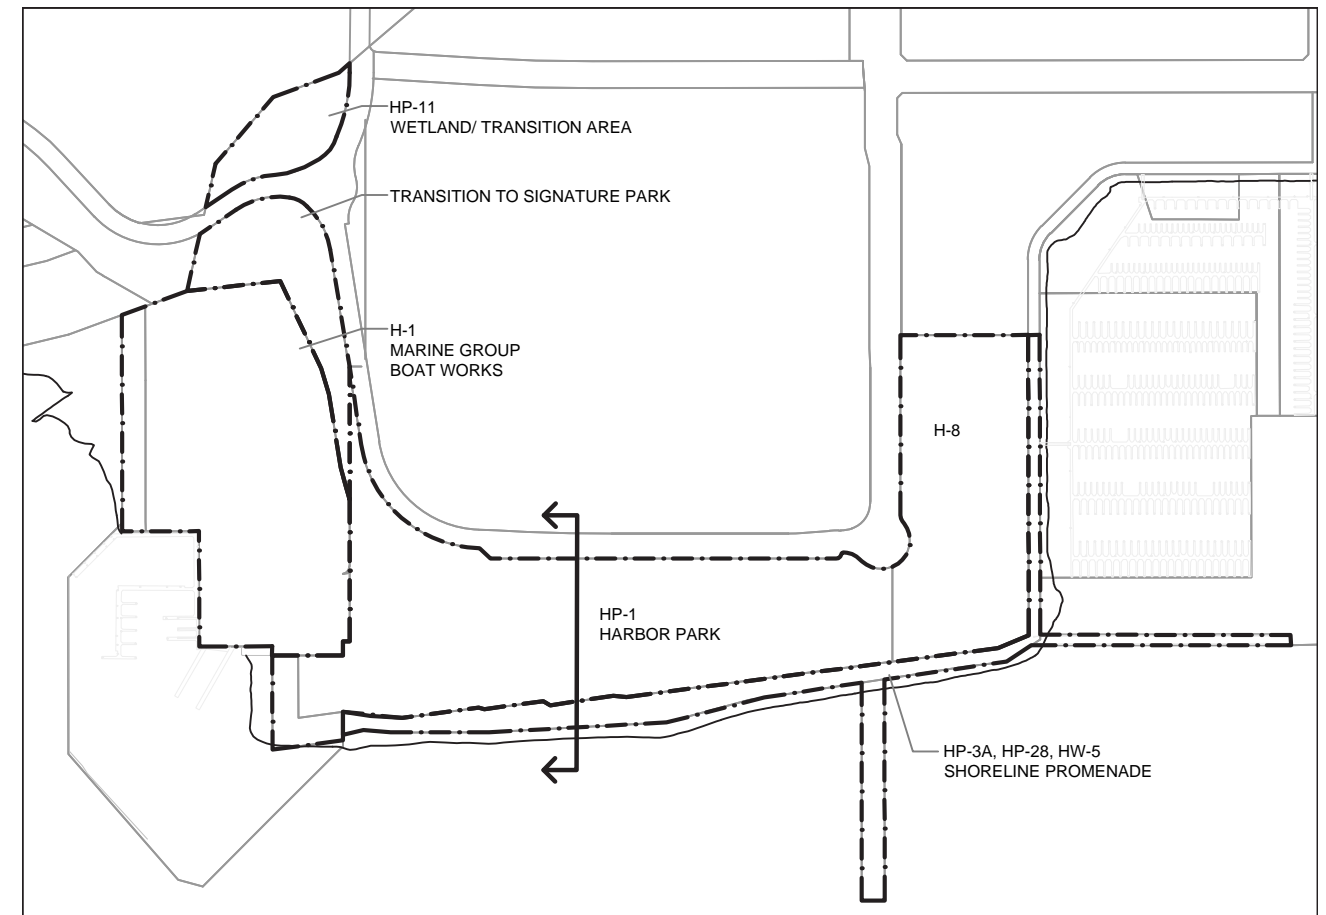 HP-11
WETLAND/ TRANSITION AREA
TRANSITION TO SIGNATURE PARK
H-1
MARINE GROUP
BOAT WORKS
H-8
HP-1
HARBOR PARK
HP-3A, HP-28, HW-5
SHORELINE PROMENADE